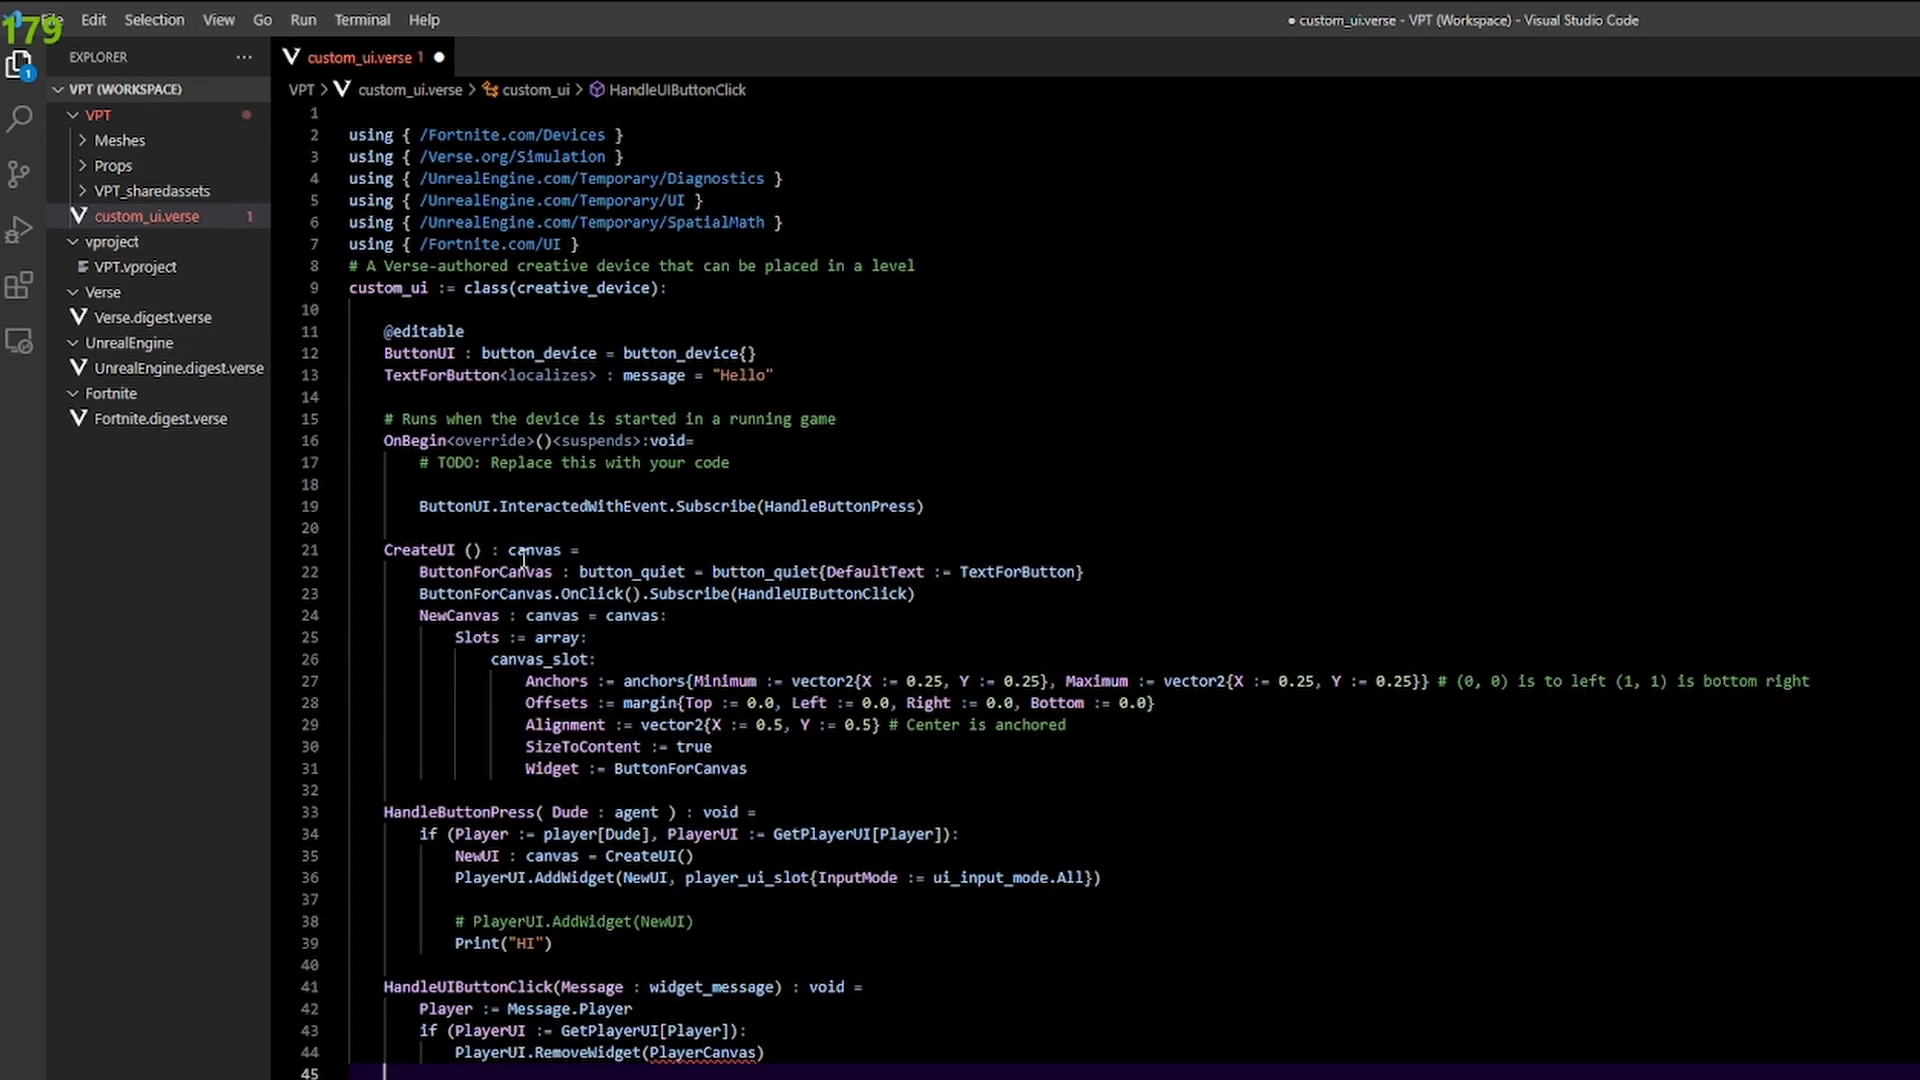 179
File Edit Selection View Go Run Terminal Help
● custom_ui.verse - VPT (Workspace) - Visual Studio Code
1
EXPLORER ...
VPT (WORKSPACE)
VPT
Meshes
Props
VPT_sharedassets
custom_ui.verse 1
vproject
VPT.vproject
Verse
Verse.digest.verse
UnrealEngine
UnrealEngine.digest.verse
Fortnite
Fortnite.digest.verse
custom_ui.verse 1 ●
VPT > custom_ui.verse > custom_ui > HandleUIButtonClick
1
2 using { /Fortnite.com/Devices }
3 using { /Verse.org/Simulation }
4 using { /UnrealEngine.com/Temporary/Diagnostics }
5 using { /UnrealEngine.com/Temporary/UI }
6 using { /UnrealEngine.com/Temporary/SpatialMath }
7 using { /Fortnite.com/UI }
8 # A Verse-authored creative device that can be placed in a level
9 custom_ui := class(creative_device):
10
11 @editable
12 ButtonUI : button_device = button_device{}
13 TextForButton<localizes> : message = "Hello"
14
15 # Runs when the device is started in a running game
16 OnBegin<override>()<suspends>:void=
17 # TODO: Replace this with your code
18
19 ButtonUI.InteractedWithEvent.Subscribe(HandleButtonPress)
20
21 CreateUI () : canvas =
22 ButtonForCanvas : button_quiet = button_quiet{DefaultText := TextForButton}
23 ButtonForCanvas.OnClick().Subscribe(HandleUIButtonClick)
24 NewCanvas : canvas = canvas:
25 Slots := array:
26 canvas_slot:
27 Anchors := anchors{Minimum := vector2{X := 0.25, Y := 0.25}, Maximum := vector2{X := 0.25, Y := 0.25}} # (0, 0) is to left (1, 1) is bottom right
28 Offsets := margin{Top := 0.0, Left := 0.0, Right := 0.0, Bottom := 0.0}
29 Alignment := vector2{X := 0.5, Y := 0.5} # Center is anchored
30 SizeToContent := true
31 Widget := ButtonForCanvas
32
33 HandleButtonPress( Dude : agent ) : void =
34 if (Player := player[Dude], PlayerUI := GetPlayerUI[Player]):
35 NewUI : canvas = CreateUI()
36 PlayerUI.AddWidget(NewUI, player_ui_slot{InputMode := ui_input_mode.All})
37
38 # PlayerUI.AddWidget(NewUI)
39 Print("HI")
40
41 HandleUIButtonClick(Message : widget_message) : void =
42 Player := Message.Player
43 if (PlayerUI := GetPlayerUI[Player]):
44 PlayerUI.RemoveWidget(PlayerCanvas)
45